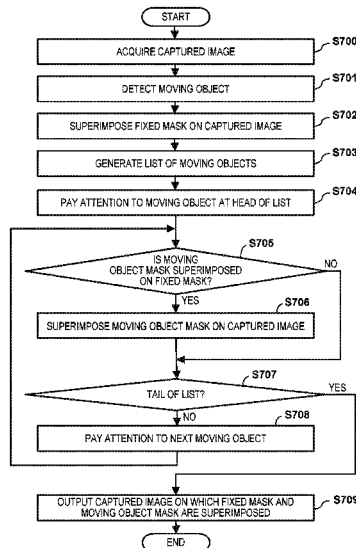 START
S700
ACQUIRE CAPTURED IMAGE
S701
DETECT MOVING OBJECT
S702
SUPERIMPOSE FIXED MASK ON CAPTURED IMAGE
S703
GENERATE LIST OF MOVING OBJECTS
S704
PAY ATTENTION TO MOVING OBJECT AT HEAD OF LIST
S705
IS MOVING
OBJECT MASK SUPERIMPOSED
ON FIXED MASK?
NO
YES
S706
SUPERIMPOSE MOVING OBJECT MASK ON CAPTURED IMAGE
S707
TAIL OF LIST?
YES
NO
S708
PAY ATTENTION TO NEXT MOVING OBJECT
S709
OUTPUT CAPTURED IMAGE ON WHICH FIXED MASK AND
MOVING OBJECT MASK ARE SUPERIMPOSED
END